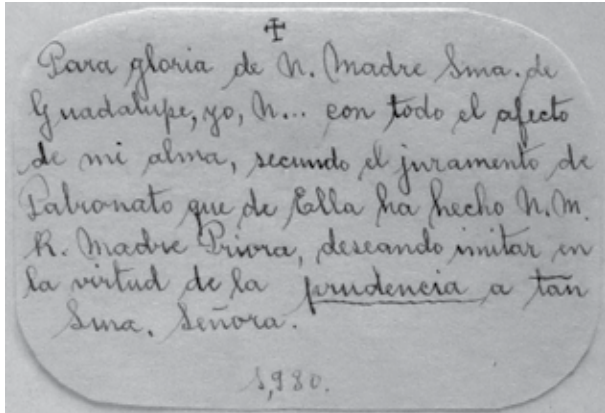 ✠
Para gloria de N. Madre Sma. de
Guadalupe, yo, N... con todo el afecto
de mi alma, secundo el juramento de
Patronato que de Ella ha hecho N. M.
R. Madre Priora, deseando imitar en
la virtud de la prudencia a tan
Sma. Señora.
1,980.